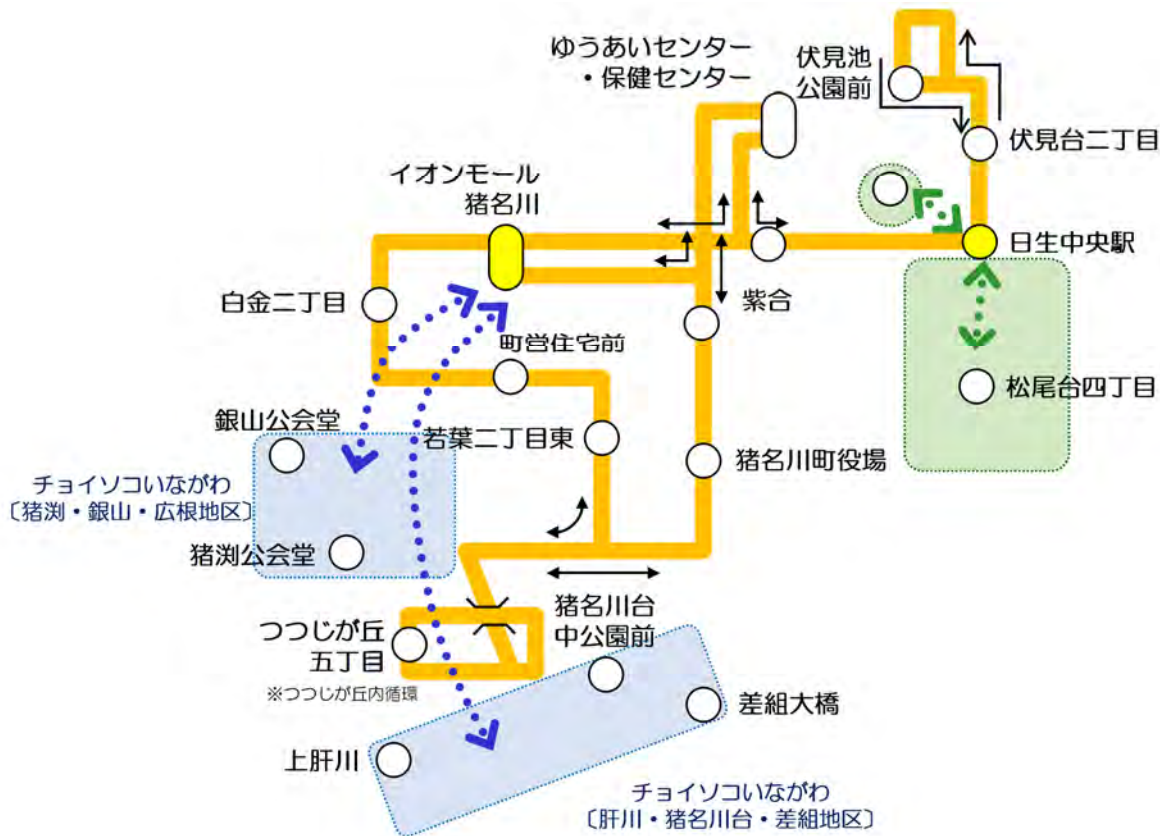 ゆうあいセンター
・保健センター
伏見池
公園前
伏見台二丁目
イオンモール
猪名川
日生中央駅
白金二丁目
紫合
町営住宅前
松尾台四丁目
銀山公会堂
若葉二丁目東
猪名川町役場
チョイソコいながわ
〔猪渕・銀山・広根地区〕
猪渕公会堂
猪名川台
中公園前
つつじが丘
五丁目
※つつじが丘内循環
差組大橋
上肝川
チョイソコいながわ
〔肝川・猪名川台・差組地区〕